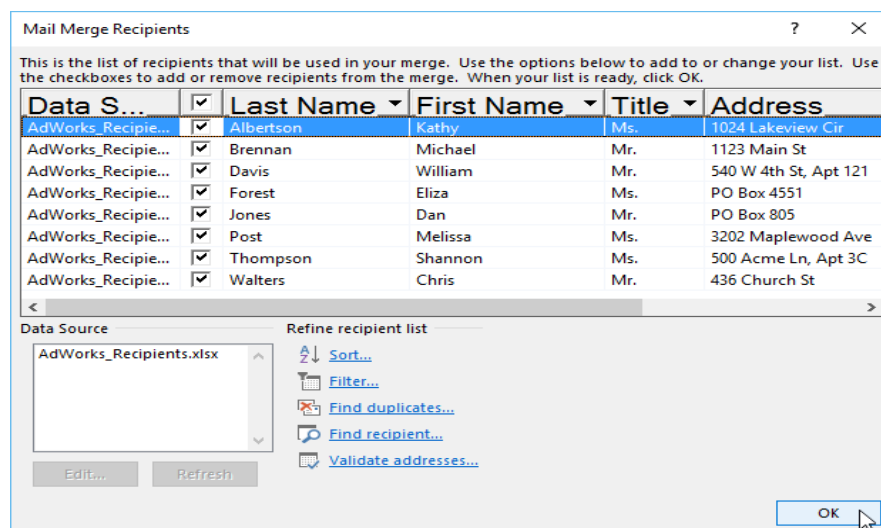 Mail Merge Recipients
This is the list of recipients that will be used in your merge. Use the options below to add to or change your list. Use
the checkboxes to add or remove recipients from the merge. When your list is ready, click OK.
Data S... Last Name First Name Title Address
AdWorks_Recipie... Albertson Kathy Ms. 1024 Lakeview Cir
AdWorks_Recipie... Brennan Michael Mr. 1123 Main St
AdWorks_Recipie... Davis William Mr. 540 W 4th St, Apt 121
AdWorks_Recipie... Forest Eliza Ms. PO Box 4551
AdWorks_Recipie... Jones Dan Mr. PO Box 805
AdWorks_Recipie... Post Melissa Ms. 3202 Maplewood Ave
AdWorks_Recipie... Thompson Shannon Ms. 500 Acme Ln, Apt 3C
AdWorks_Recipie... Walters Chris Mr. 436 Church St
Data Source
AdWorks_Recipients.xlsx
Edit... Refresh
Refine recipient list
Sort...
Filter...
Find duplicates...
Find recipient...
Validate addresses...
OK